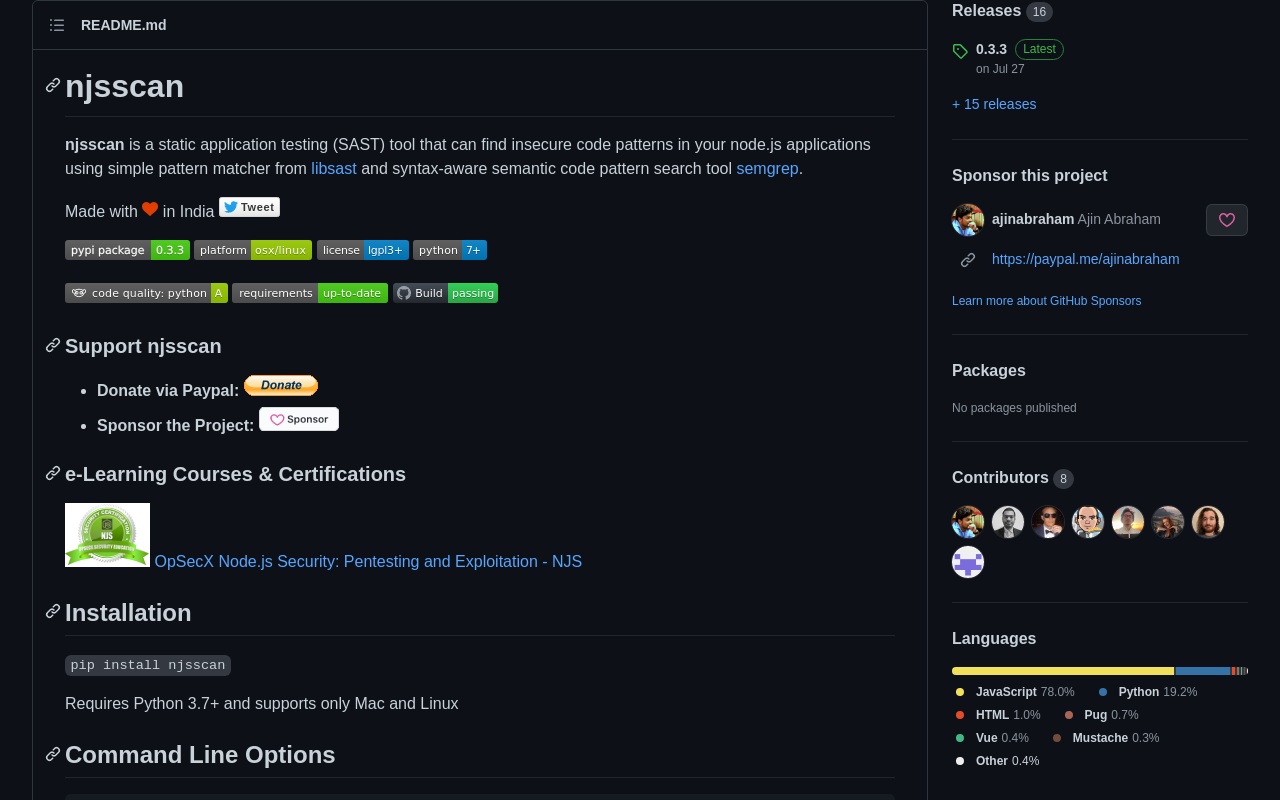 README.md
njsscan
njsscan is a static application testing (SAST) tool that can find insecure code patterns in your node.js applications
using simple pattern matcher from libsast and syntax-aware semantic code pattern search tool semgrep.
Made with in India Tweet
pypi package 0.3.3 platform osx/linux license lgpl3+ python 7+
code quality: python A requirements up-to-date Build passing
Support njsscan
• Donate via Paypal: Donate
• Sponsor the Project: Sponsor
e-Learning Courses & Certifications
NJS
OpSecX Node.js Security: Pentesting and Exploitation - NJS
Installation
pip install njsscan
Requires Python 3.7+ and supports only Mac and Linux
Command Line Options
Releases 16
0.3.3 Latest
on Jul 27
+ 15 releases
Sponsor this project
ajinabraham Ajin Abraham
https://paypal.me/ajinabraham
Learn more about GitHub Sponsors
Packages
No packages published
Contributors 8
Languages
JavaScript 78.0% Python 19.2%
HTML 1.0% Pug 0.7%
Vue 0.4% Mustache 0.3%
Other 0.4%